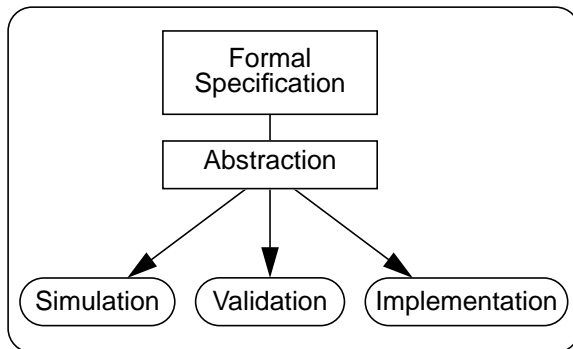 Formal
Specification
Abstraction
Simulation
Validation
Implementation